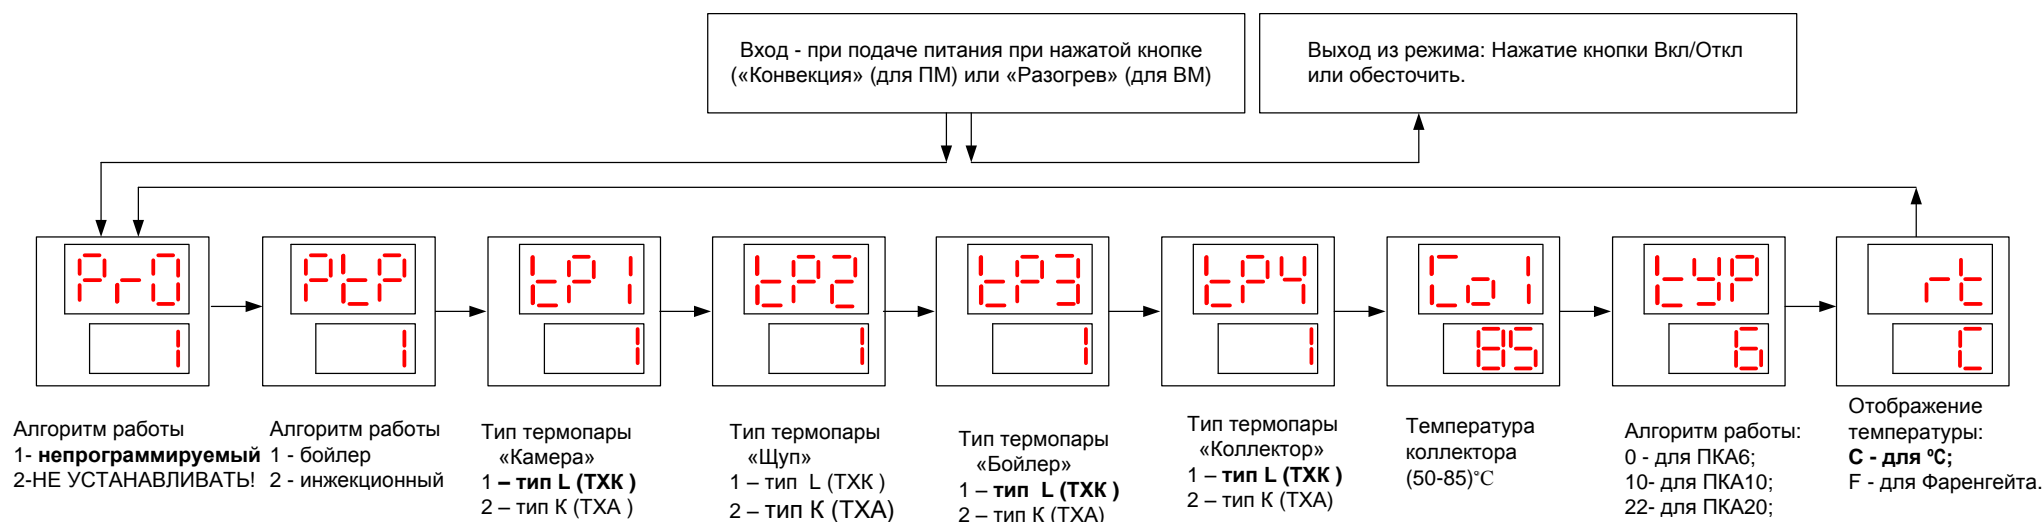 Вход - при подаче питания при нажатой кнопке
(«Конвекция» (для ПМ) или «Разогрев» (для ВМ)
Выход из режима: Нажатие кнопки Вкл/Откл
или обесточить.
Pr0
1
PtP
1
tP1
1
tP2
1
tP3
1
tP4
1
Co1
85
tYP
6
rt
C
Алгоритм работы
1- непрограммируемый
2-НЕ УСТАНАВЛИВАТЬ!
Алгоритм работы
1 - бойлер
2 - инжекционный
Тип термопары
«Камера»
1 – тип L (ТХК )
2 – тип К (ТХА )
Тип термопары
«Щуп»
1 – тип L (ТХК )
2 – тип К (ТХА)
Тип термопары
«Бойлер»
1 – тип L (ТХК )
2 – тип К (ТХА)
Тип термопары
«Коллектор»
1 – тип L (ТХК )
2 – тип К (ТХА)
Температура
коллектора
(50-85)°С
Алгоритм работы:
0 - для ПКА6;
10- для ПКА10;
22- для ПКА20;
Отображение
температуры:
С - для ºС;
F - для Фаренгейта.